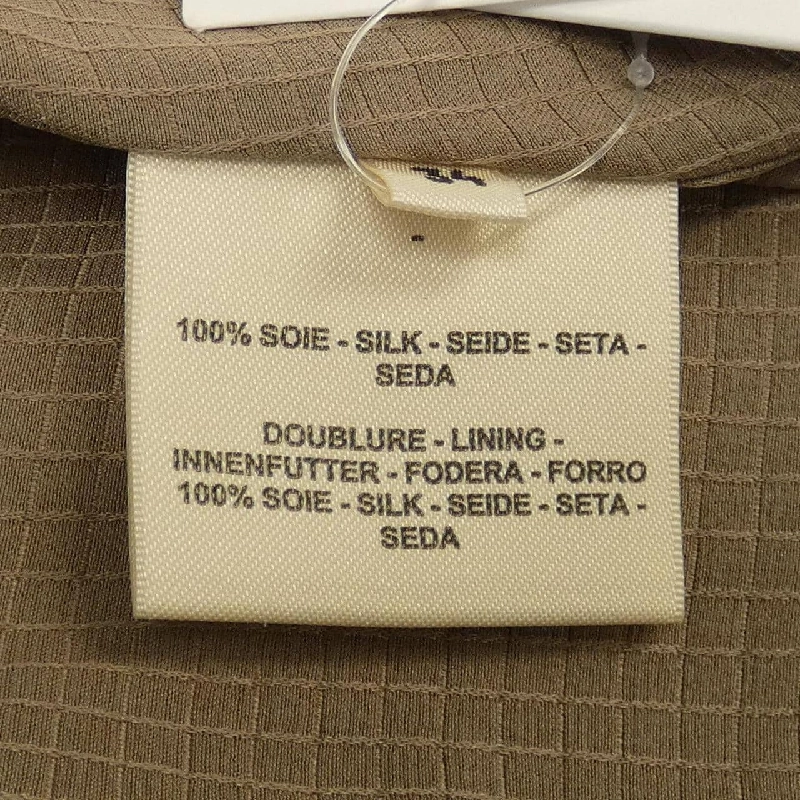 100% SOIE - SILK - SEIDE - SETA -
SEDA
DOUBLURE - LINING -
INNENFUTTER - FODERA - FORRO
100% SOIE - SILK - SEIDE - SETA -
SEDA